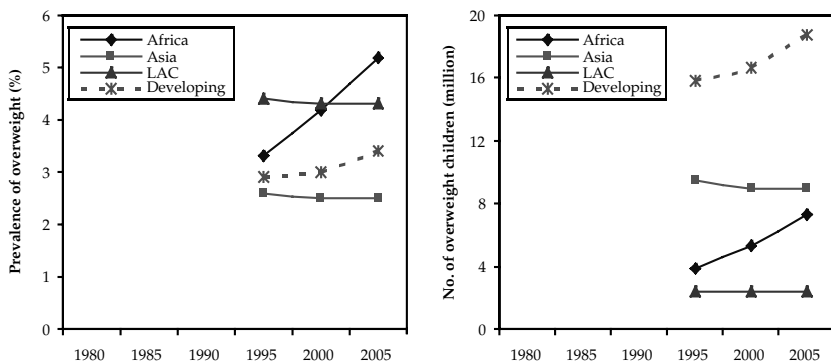 Prevalence of overweight (%)
6
5
4
3
2
1
0
Africa
Asia
LAC
Developing
1980 1985 1990 1995 2000 2005
No. of overweight children (million)
20
16
12
8
4
0
Africa
Asia
LAC
Developing
1980 1985 1990 1995 2000 2005